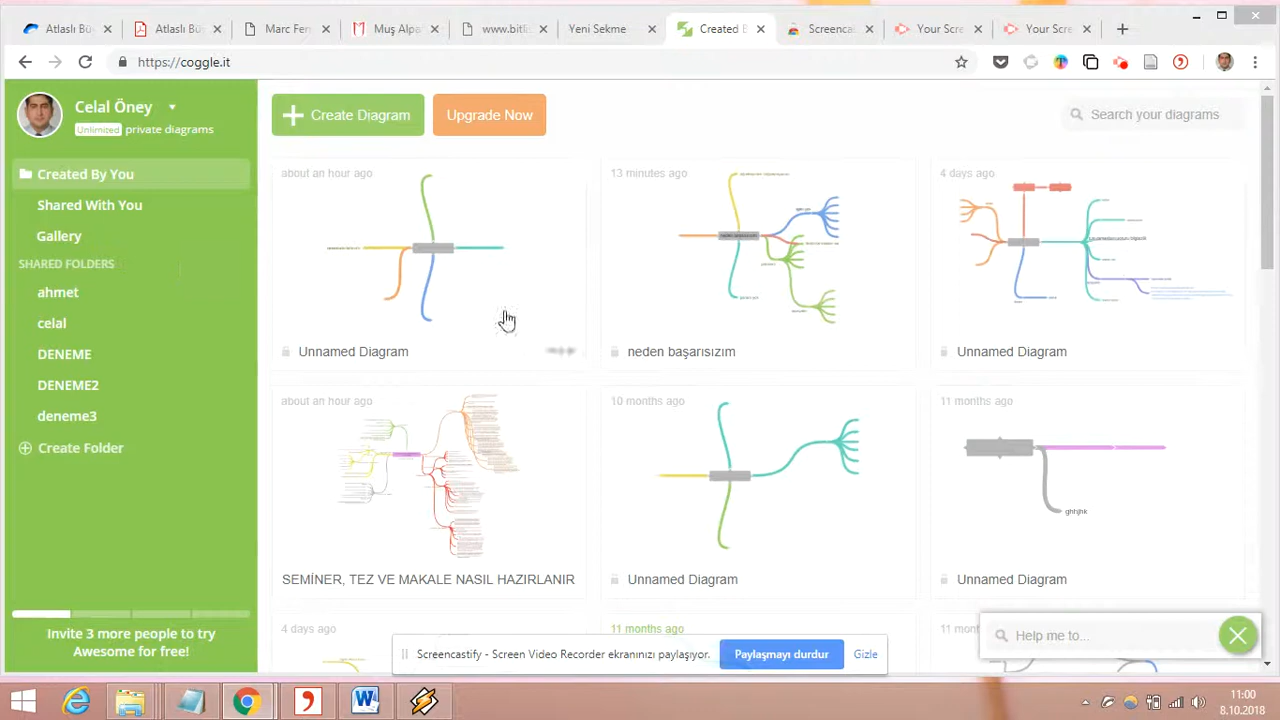 Atlaslı Bü
Atlaslı Büy
Marc Fer
Muş Alpa
www.bitli
Yeni Sekme
Created B
Screencas
Your Scre
Your Scre
https://coggle.it
Celal Öney
Unlimited private diagrams
Create Diagram
Upgrade Now
Search your diagrams
Created By You
Shared With You
Gallery
SHARED FOLDERS
ahmet
celal
DENEME
DENEME2
deneme3
Create Folder
Invite 3 more people to try
Awesome for free!
about an hour ago
Unnamed Diagram
13 minutes ago
neden başarısızım
4 days ago
Unnamed Diagram
about an hour ago
SEMİNER, TEZ VE MAKALE NASIL HAZIRLANIR
10 months ago
Unnamed Diagram
11 months ago
ghhjhk
Unnamed Diagram
4 days ago
11 months ago
11 mont
Help me to...
Screencastify - Screen Video Recorder ekranınızı paylaşıyor.
Paylaşmayı durdur
Gizle
11:00
8.10.2018